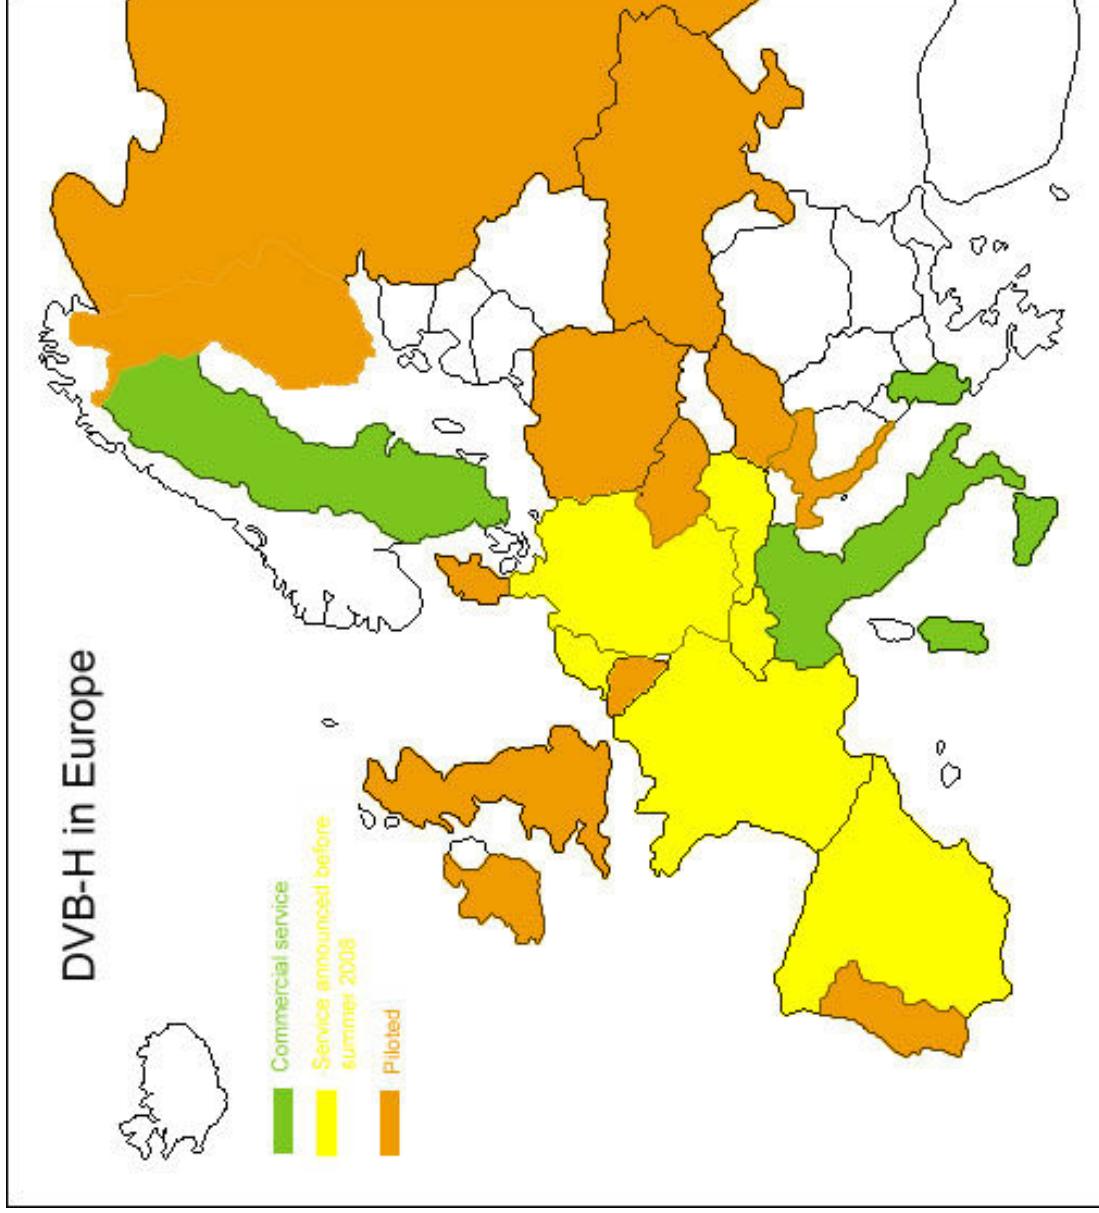 DVB-H in Europe
Commercial service
Service announced before
summer 2008
Piloted